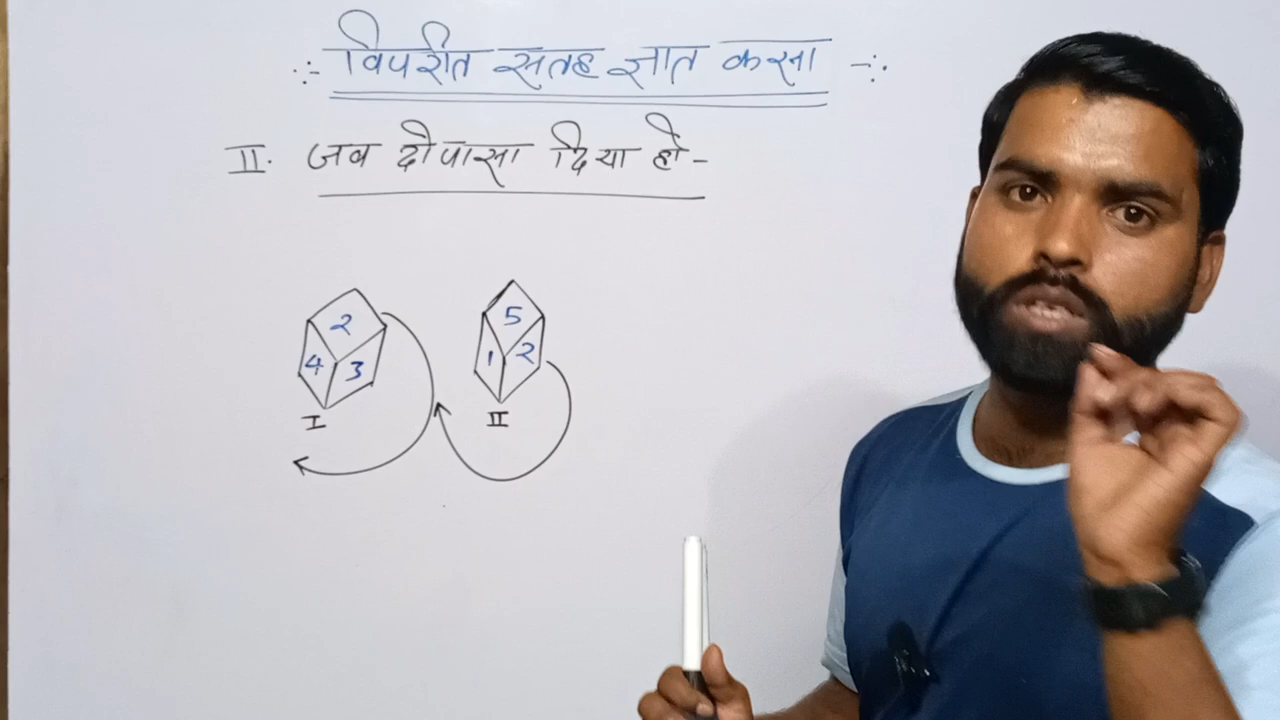 :- विपरीत सतह ज्ञात करना -:
II. जब दो पासा दिया हो-
2
4 3
I
5
1 2
II